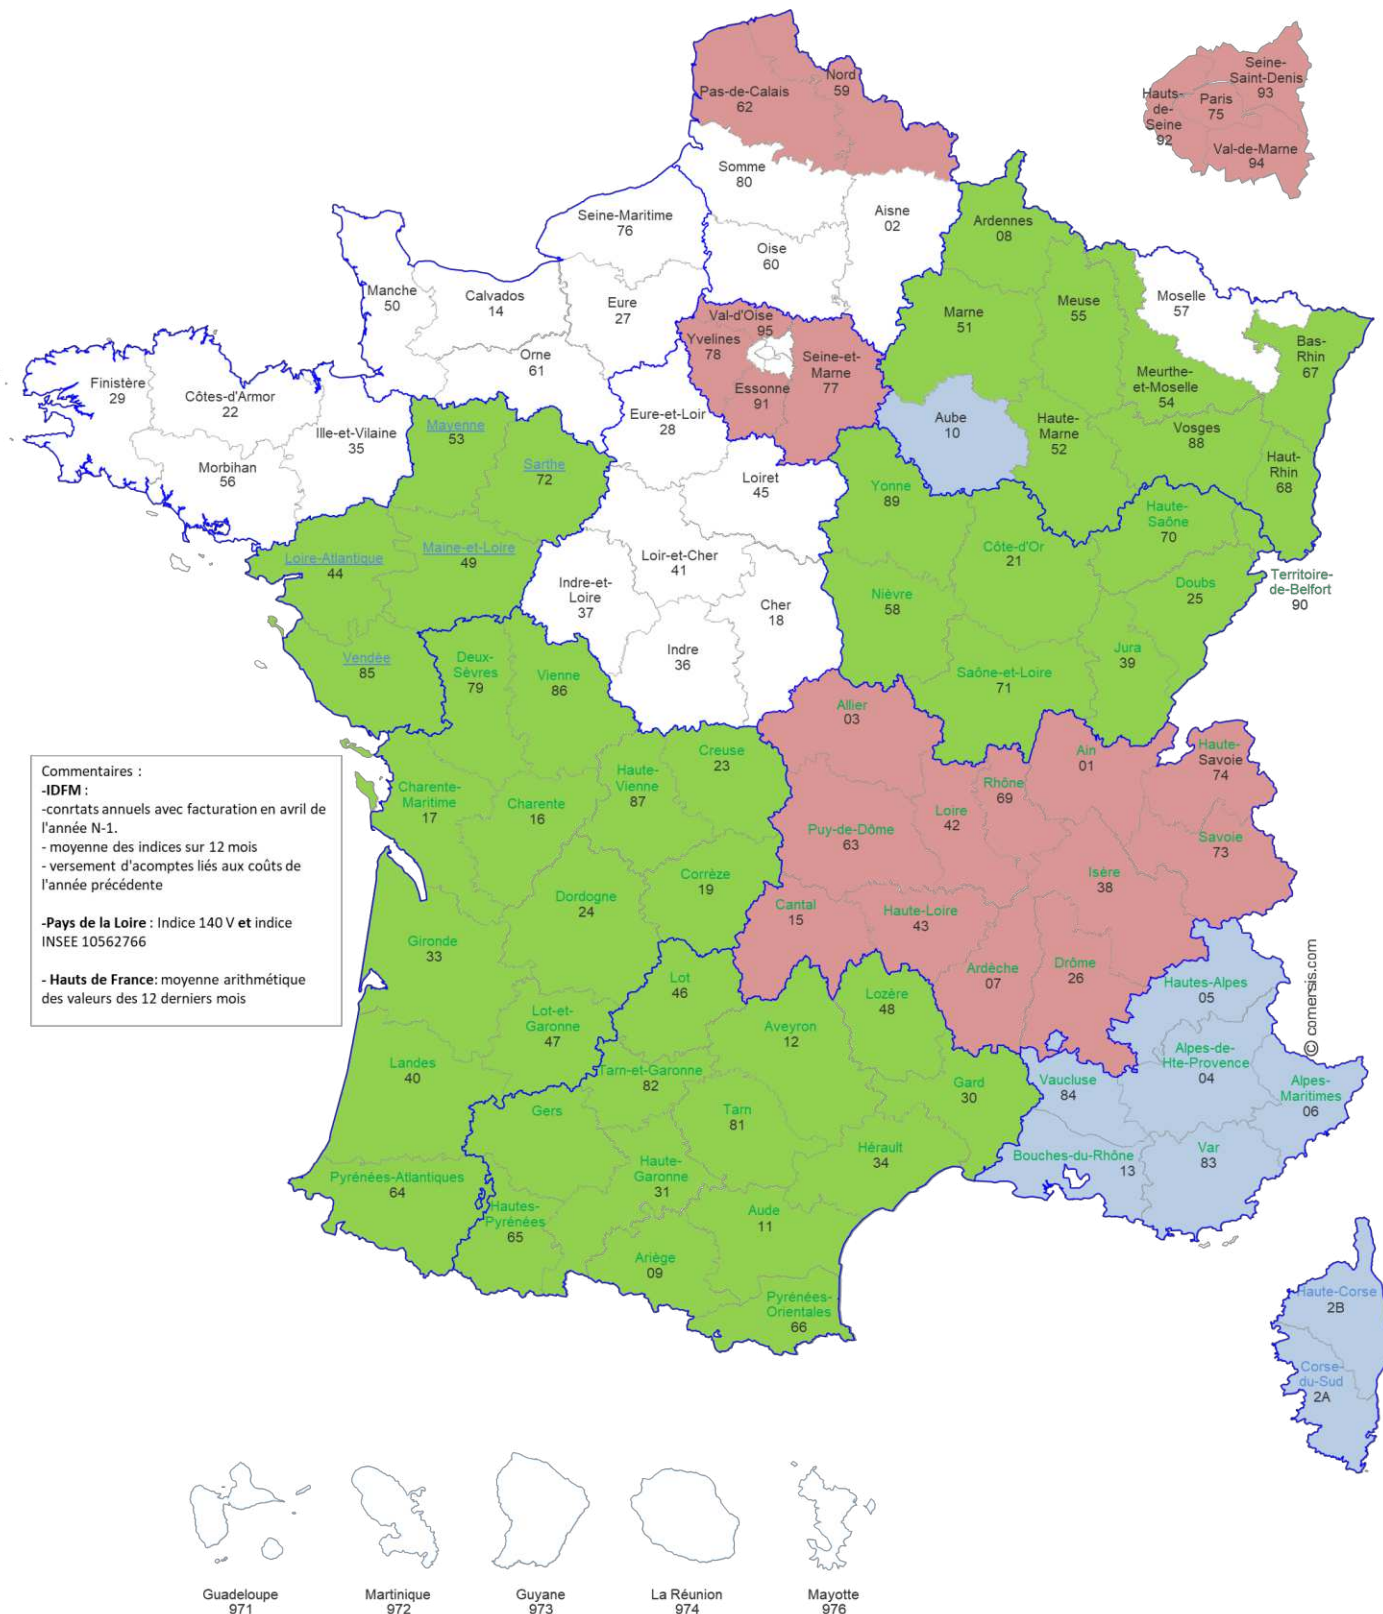 Nord
59
Pas-de-Calais
62
Seine-
Saint-Denis
93
Hauts-
de-
Seine
92
Paris
75
Val-de-Marne
94
Somme
80
Aisne
02
Ardennes
08
Seine-Maritime
76
Oise
60
Manche
50
Calvados
14
Eure
27
Val-d'Oise
95
Marne
51
Meuse
55
Moselle
57
Bas-
Rhin
67
Yvelines
78
Seine-et-
Marne
77
Orne
61
Essonne
91
Meurthe-
et-Moselle
54
Finistère
29
Côtes-d'Armor
22
Ille-et-Vilaine
35
Mayenne
53
Eure-et-Loir
28
Aube
10
Haute-
Marne
52
Vosges
88
Sarthe
72
Haut-
Rhin
68
Morbihan
56
Loiret
45
Yonne
89
Haute-
Saône
70
Loire-Atlantique
44
Maine-et-Loire
49
Loir-et-Cher
41
Côte-d'Or
21
Indre-et-
Loire
37
Cher
18
Nièvre
58
Doubs
25
Territoire-
de-Belfort
90
Vendée
85
Deux-
Sèvres
79
Vienne
86
Indre
36
Saône-et-Loire
71
Jura
39
Allier
03
Creuse
23
Ain
01
Haute-
Savoie
74
Commentaires :
-IDFM :
-conrtats annuels avec facturation en avril de
l'année N-1.
- moyenne des indices sur 12 mois
- versement d'acomptes liés aux coûts de
l'année précédente
-Pays de la Loire : Indice 140 V et indice
INSEE 10562766
- Hauts de France: moyenne arithmétique
des valeurs des 12 derniers mois
Charente-
Maritime
17
Charente
16
Haute-
Vienne
87
Puy-de-Dôme
63
Loire
42
Rhône
69
Savoie
73
Corrèze
19
Isère
38
Dordogne
24
Cantal
15
Haute-Loire
43
Gironde
33
Ardèche
07
Drôme
26
Lot
46
Lozère
48
Hautes-Alpes
05
© comersis.com
Lot-et-
Garonne
47
Aveyron
12
Landes
40
Tarn-et-Garonne
82
Gard
30
Vaucluse
84
Alpes-de-
Hte-Provence
04
Alpes-
Maritimes
06
Gers
Tarn
81
Hérault
34
Bouches-du-Rhône
13
Var
83
Pyrénées-Atlantiques
64
Haute-
Garonne
31
Hautes-
Pyrénées
65
Aude
11
Ariège
09
Pyrénées-
Orientales
66
Haute-Corse
2B
Corse-
du-Sud
2A
Guadeloupe
971
Martinique
972
Guyane
973
La Réunion
974
Mayotte
976